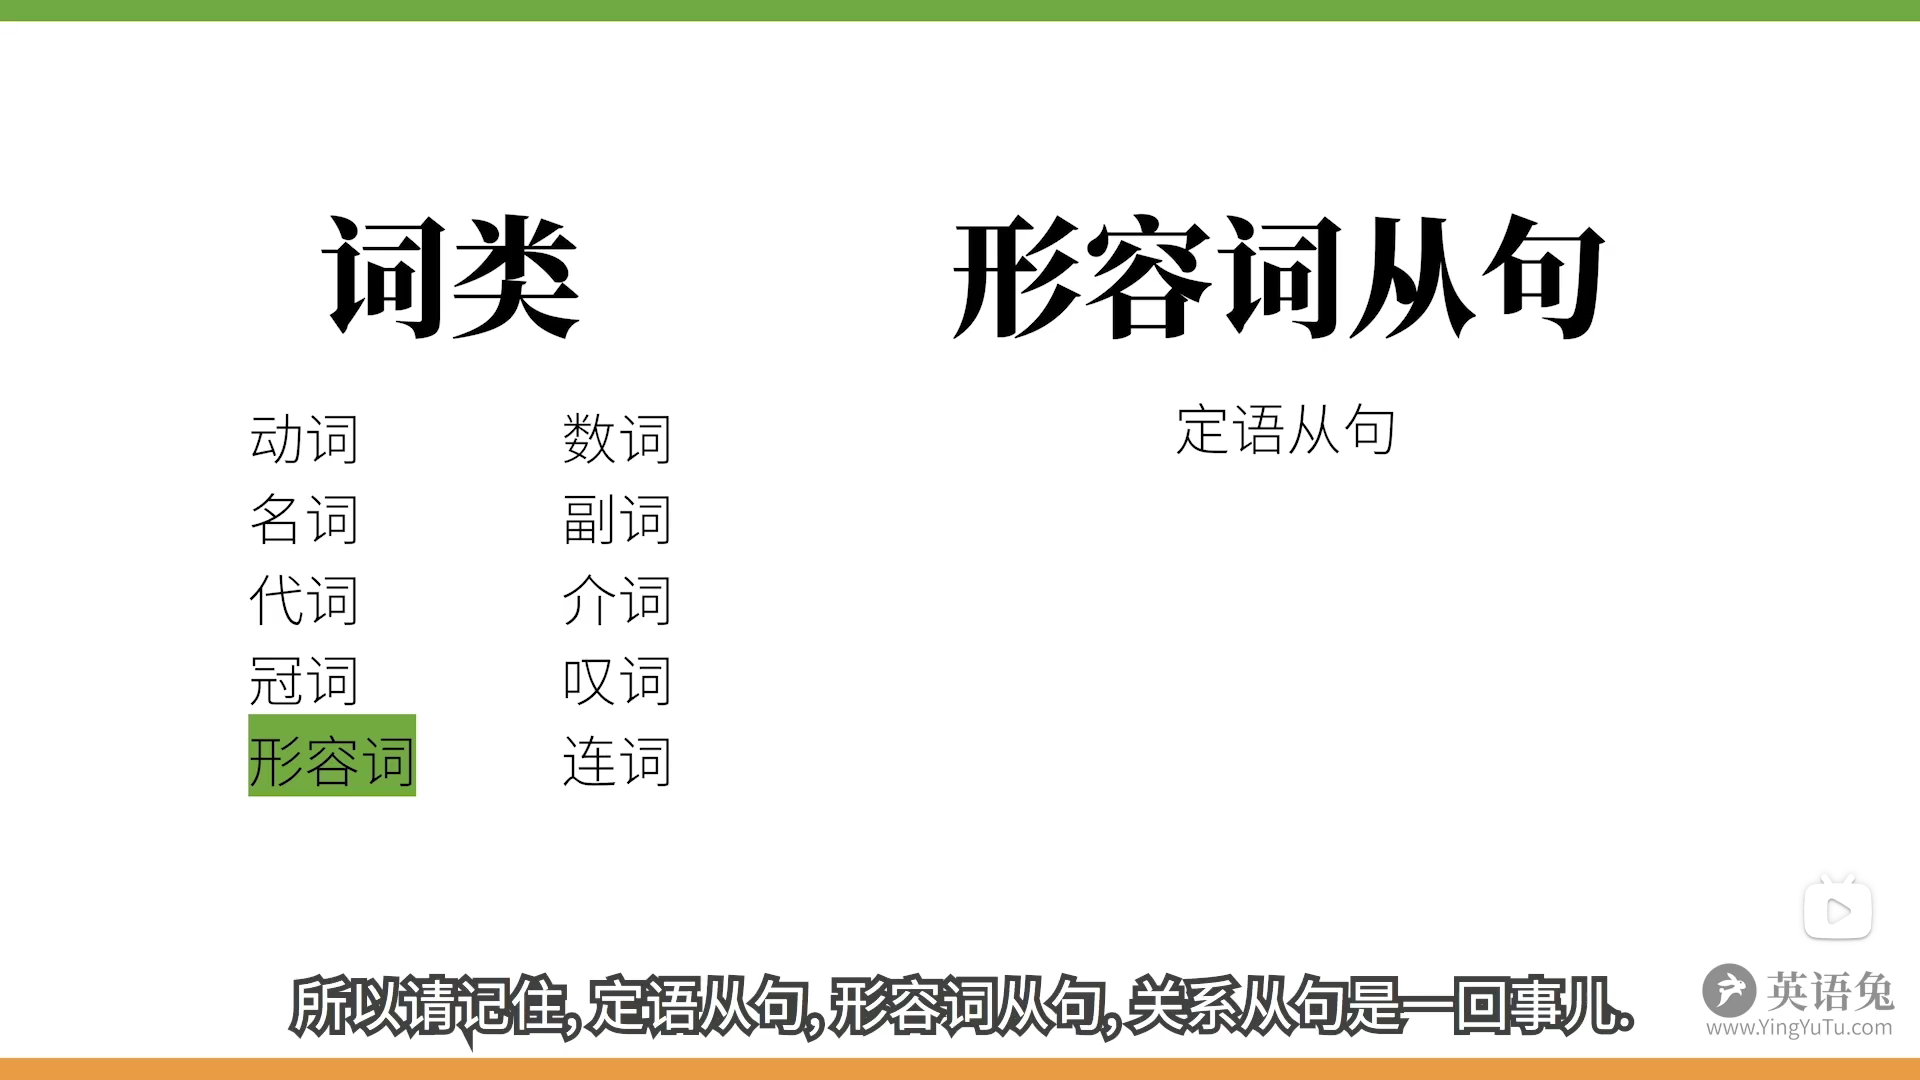 词类
动词
名词
代词
冠词
形容词
数词
副词
介词
叹词
连词
形容词从句
定语从句
所以请记住, 定语从句, 形容词从句, 关系从句是一回事儿.
英语兔
www.YingYuTu.com